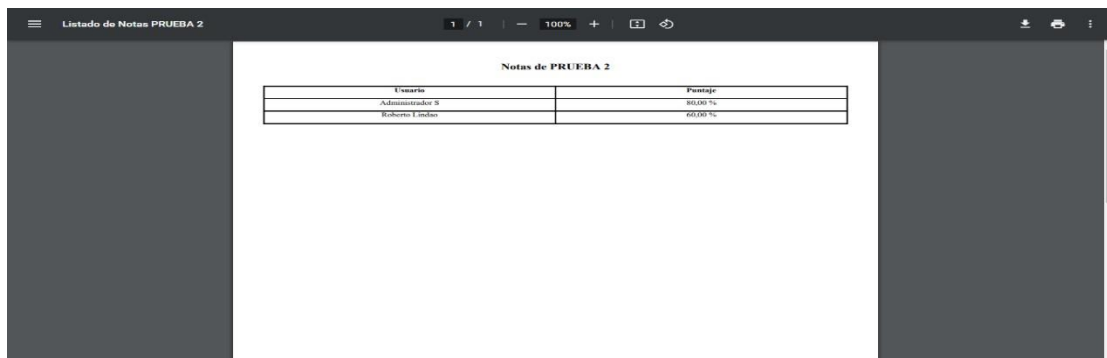 Listado de Notas PRUEBA 2
1 / 1
100%
Notas de PRUEBA 2
Usuario Puntaje
Administrador S 80,00 %
Roberto Lindao 60,00 %